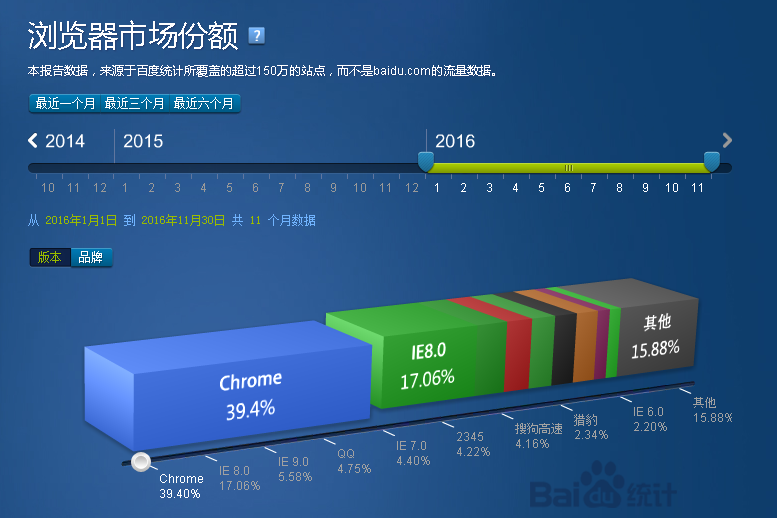 浏览器市场份额 ?
本报告数据，来源于百度统计所覆盖的超过150万的站点，而不是baidu.com的流量数据。
最近一个月 最近三个月 最近六个月
2014 2015 2016
10 11 12 1 2 3 4 5 6 7 8 9 10 11 12 1 2 3 4 5 6 7 8 9 10 11
从 2016年1月1日 到 2016年11月30日 共 11 个月数据
版本 品牌
Chrome
39.4%
IE8.0
17.06%
其他
15.88%
Chrome
39.40%
IE 8.0
17.06%
IE 9.0
5.58%
QQ
4.75%
IE 7.0
4.40%
2345
4.22%
搜狗高速
4.16%
猎豹
2.34%
IE 6.0
2.20%
其他
15.88%
Bai du 统计